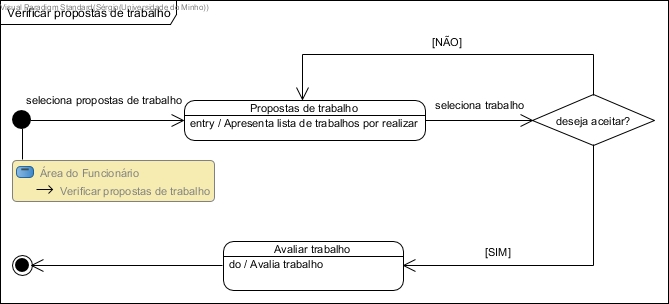 Visual Paradigm Standard(Sérgio(Universidade do Minho))
Verificar propostas de trabalho
[NÃO]
seleciona propostas de trabalho
Propostas de trabalho
seleciona trabalho
entry / Apresenta lista de trabalhos por realizar
deseja aceitar?
Área do Funcionário
Verificar propostas de trabalho
Avaliar trabalho
[SIM]
do / Avalia trabalho